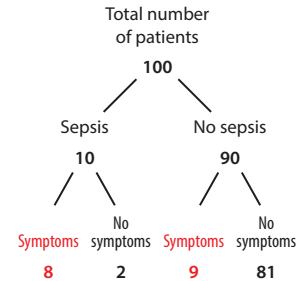 Total number
of patients
100
Sepsis No sepsis
10 90
Symptoms No symptoms Symptoms No symptoms
8 2 9 81